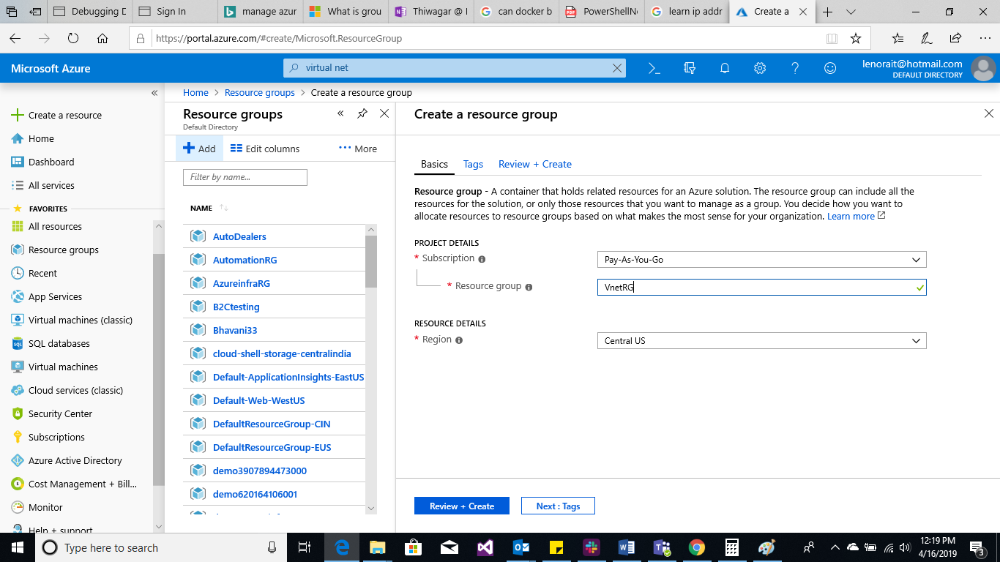 Debugging D
Sign In
manage azur
What is grou
Thiwagar @ I
can docker b
PowerShellNo
learn ip addr
Create a
https://portal.azure.com/#create/Microsoft.ResourceGroup
Microsoft Azure
virtual net
lenorait@hotmail.com
DEFAULT DIRECTORY
Home > Resource groups > Create a resource group
Create a resource
Home
Dashboard
All services
FAVORITES
All resources
Resource groups
Recent
App Services
Virtual machines (classic)
SQL databases
Virtual machines
Cloud services (classic)
Security Center
Subscriptions
Azure Active Directory
Cost Management + Bill...
Monitor
Help + support
Resource groups
Default Directory
Add
Edit columns
More
Filter by name...
NAME
AutoDealers
AutomationRG
AzureinfraRG
B2Ctesting
Bhavani33
cloud-shell-storage-centralindia
Default-ApplicationInsights-EastUS
Default-Web-WestUS
DefaultResourceGroup-CIN
DefaultResourceGroup-EUS
demo3907894473000
demo620164106001
Create a resource group
Basics
Tags
Review + Create
Resource group - A container that holds related resources for an Azure solution. The resource group can include all the
resources for the solution, or only those resources that you want to manage as a group. You decide how you want to
allocate resources to resource groups based on what makes the most sense for your organization. Learn more
PROJECT DETAILS
* Subscription
Pay-As-You-Go
* Resource group
VnetRG
RESOURCE DETAILS
* Region
Central US
Review + Create
Next : Tags
Type here to search
12:19 PM
4/16/2019
3